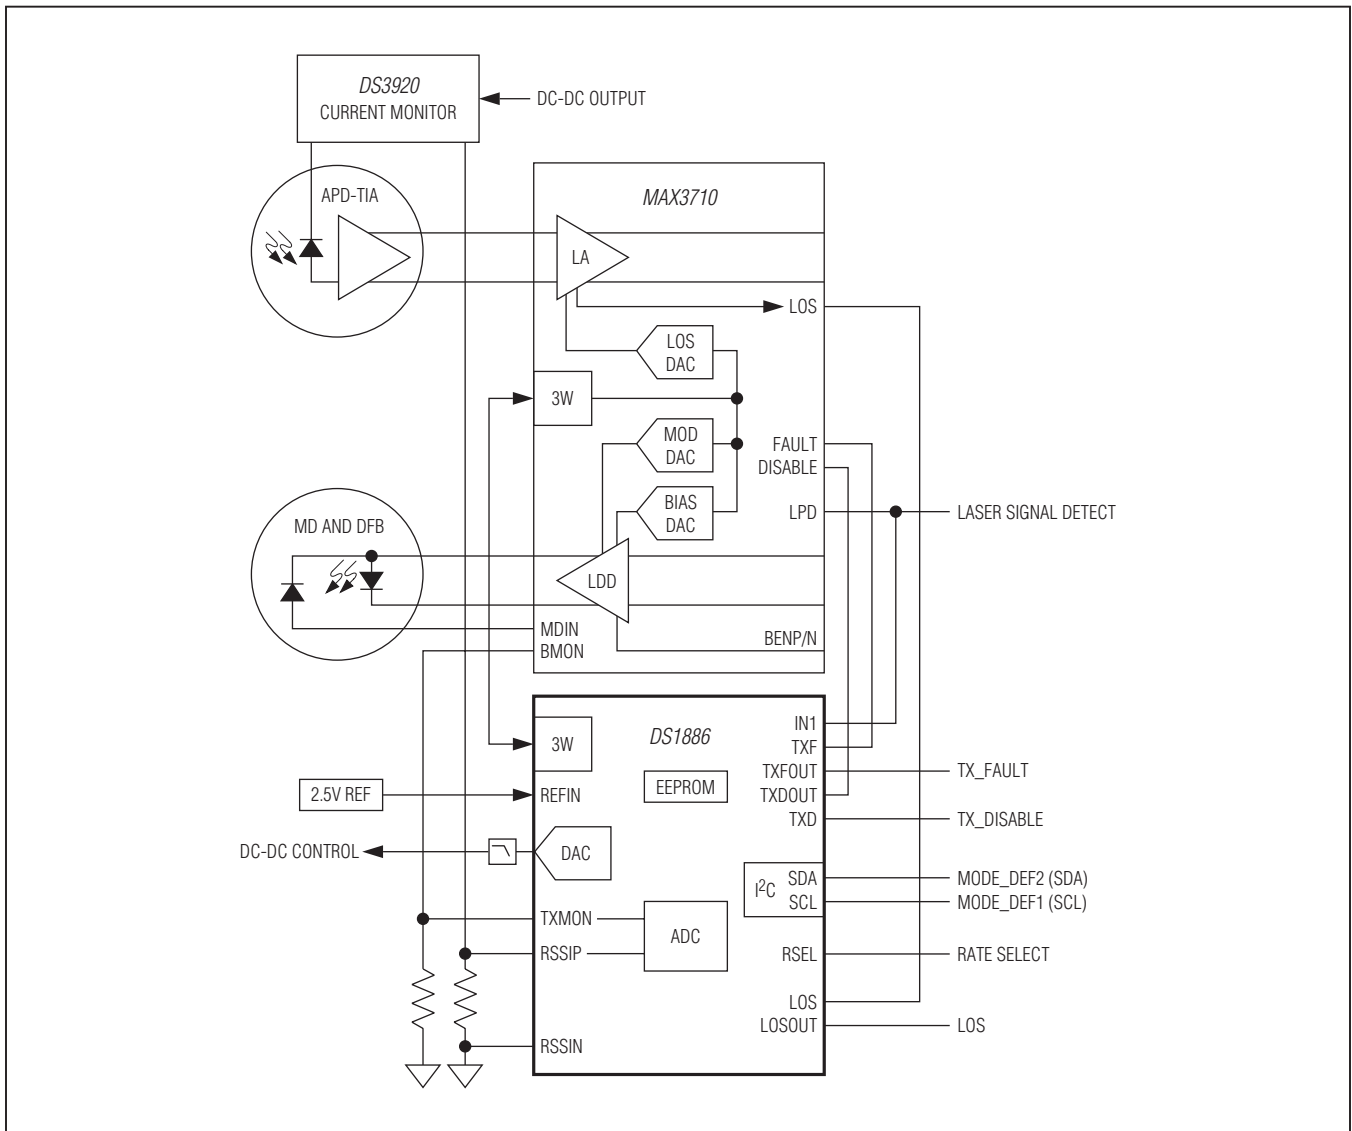 DS3920
CURRENT MONITOR
DC-DC OUTPUT
APD-TIA
MAX3710
LA
LOS
LOS
DAC
3W
MOD
DAC
FAULT
DISABLE
BIAS
DAC
LPD
LASER SIGNAL DETECT
MD AND DFB
LDD
MDIN
BENP/N
BMON
DS1886
3W
IN1
TXF
EEPROM
TXFOUT
TX_FAULT
2.5V REF
REFIN
TXDOUT
TXD
TX_DISABLE
DC-DC CONTROL
DAC
I²C
SDA
MODE_DEF2 (SDA)
SCL
MODE_DEF1 (SCL)
TXMON
ADC
RSSIP
RSEL
RATE SELECT
LOS
LOSOUT
LOS
RSSIN